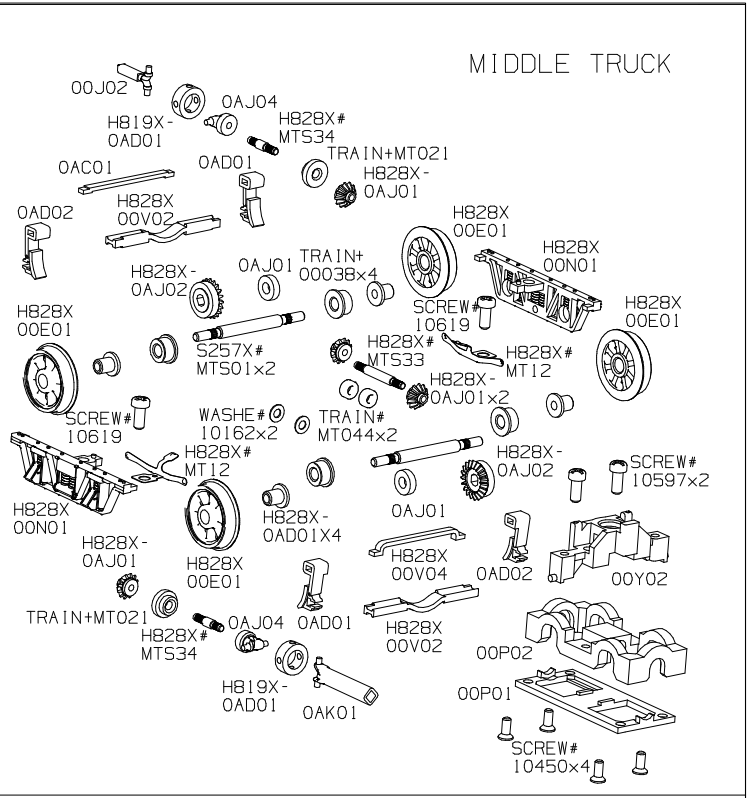 MIDDLE TRUCK
00J02
0AJ04
H819X-
0AD01
H828X#
MTS34
TRAIN+MT021
0AC01
0AD01
H828X-
0AJ01
H828X
00V02
0AD02
H828X
00E01
H828X
00N01
H828X-
0AJ02
0AJ01
TRAIN+
00038x4
SCREW#
10619
H828X
00E01
H828X
00E01
S257X#
MTS01x2
H828X#
MTS33
H828X#
MT12
H828X-
0AJ01x2
SCREW#
10619
WASHE#
10162x2
TRAIN#
MT044x2
H828X#
MT12
H828X-
0AJ02
SCREW#
10597x2
H828X
00N01
H828X-
0AD01X4
0AJ01
H828X-
0AJ01
H828X
00E01
H828X
00V04
0AD02
00Y02
TRAIN+MT021
H828X#
MTS34
0AJ04
0AD01
H828X
00V02
00P02
H819X-
0AD01
0AK01
00P01
SCREW#
10450x4